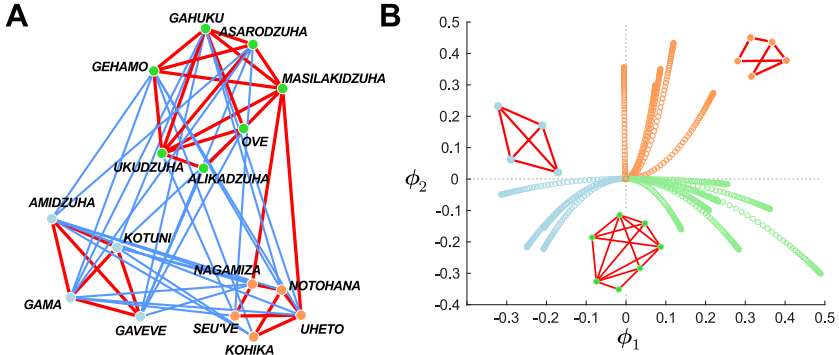 A
GAHUKU
ASARODZUHA
GEHAMO
MASILAKIDZUHA
OVE
UKUDZUHA
ALIKADZUHA
AMIDZUHA
KOTUNI
NAGAMIZA
NOTOHANA
GAMA
GAVEVE
SEU'VE
UHETO
KOHIKA
B
0.5
0.4
0.3
0.2
0.1
0
-0.1
-0.2
-0.3
-0.4
ϕ2
-0.3 -0.2 -0.1 0 0.1 0.2 0.3 0.4 0.5
ϕ1